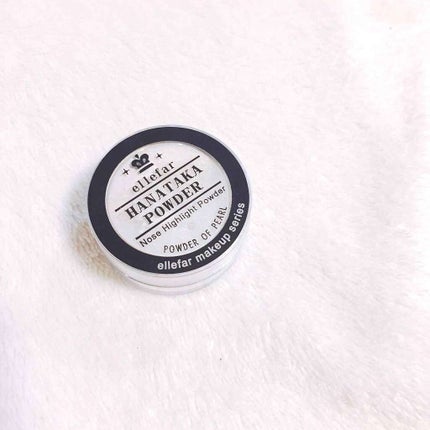 ellefar
HANATAKA
POWDER
Nose Highlight Powder
POWDER OF PEARL
ellefar makeup series